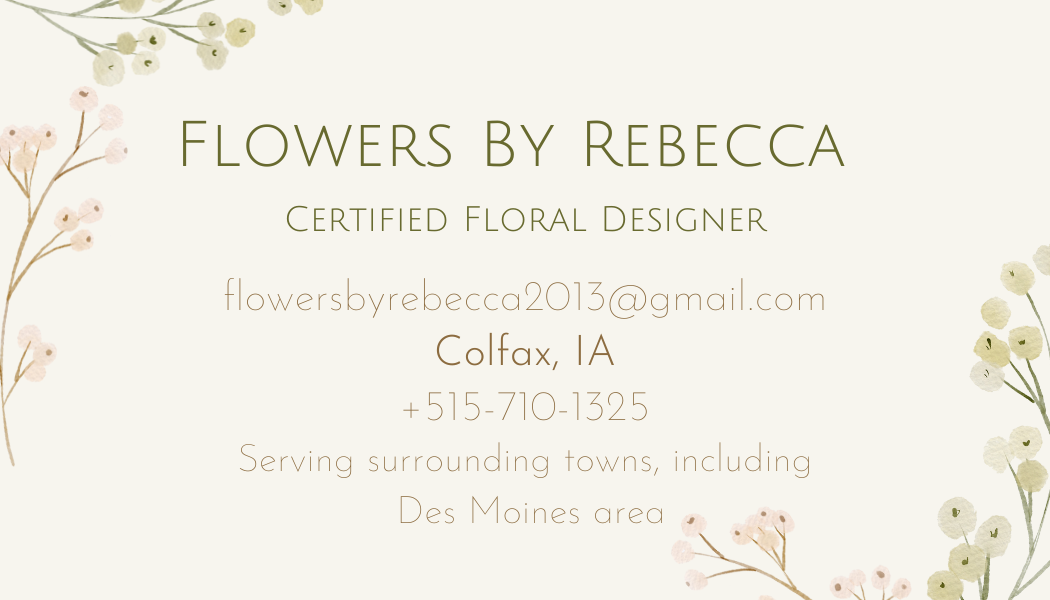 Flowers By Rebecca
Certified Floral Designer
flowersbyrebecca2013@gmail.com
Colfax, IA
+515-710-1325
Serving surrounding towns, including
Des Moines area